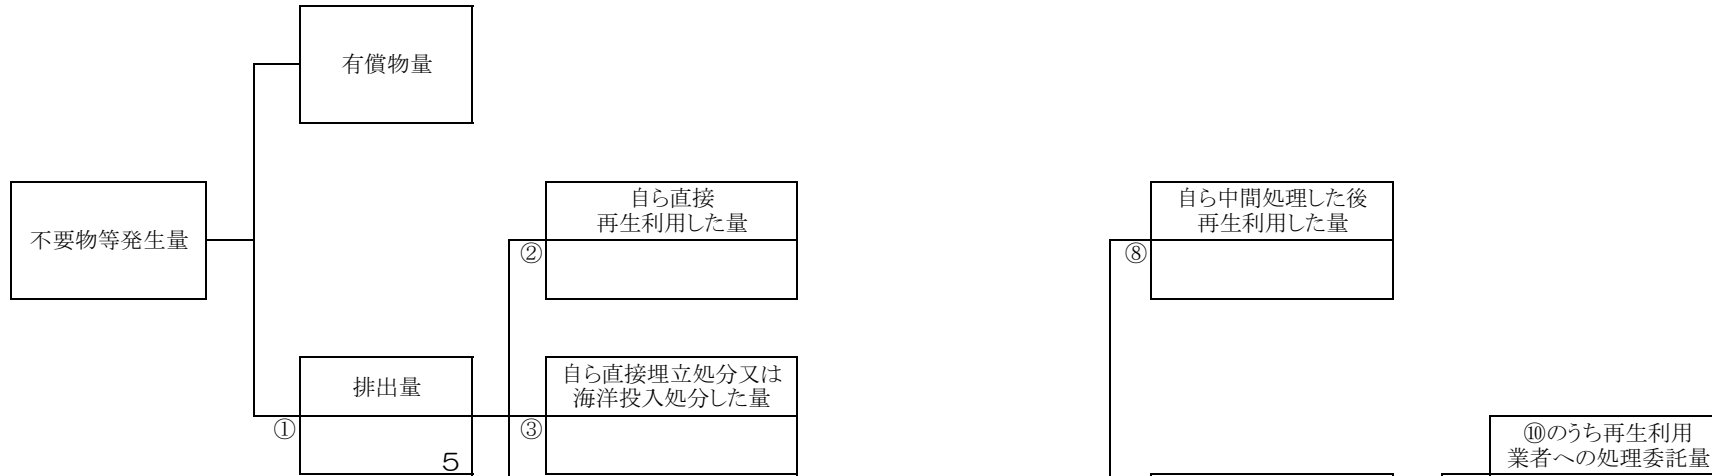 有償物量
自ら直接
再生利用した量
自ら中間処理した後
再生利用した量
不要物等発生量
②
⑧
排出量
自ら直接埋立処分又は
海洋投入処分した量
①
③
⑩のうち再生利用
業者への処理委託量
5